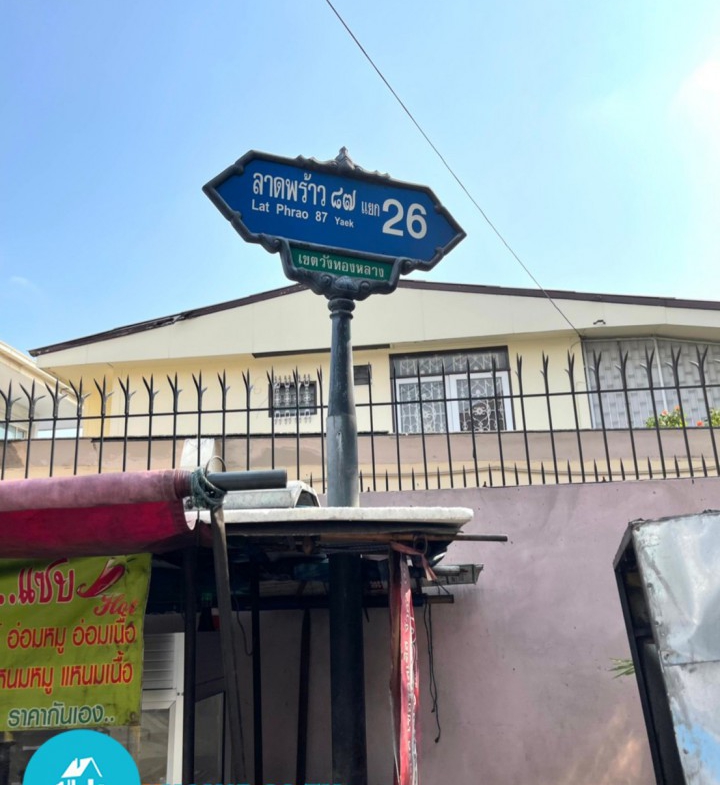 ลาดพร้าว ๘๗ แยก 26
Lat Phrao 87 Yaek
เขตวังทองหลาง
..แซ่บ
Hot
อ่อมหมู อ่อมเนื้อ
แหนมหมู แหนมเนื้อ
ราคากันเอง..